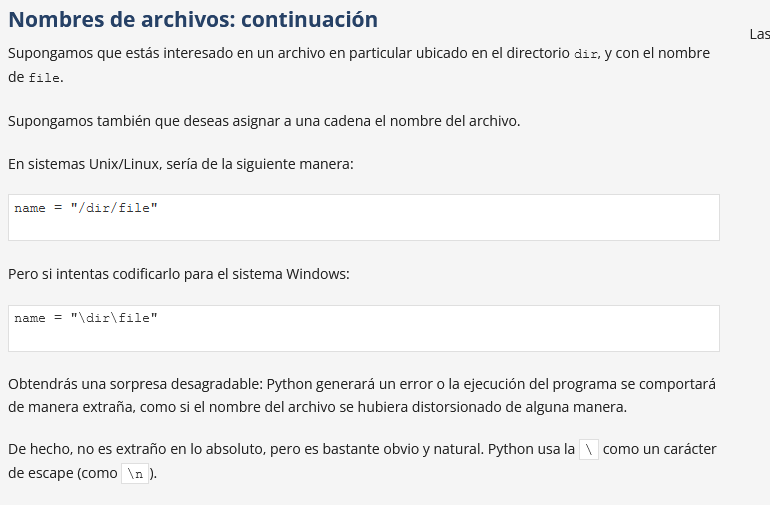 Nombres de archivos: continuación
Las
Supongamos que estás interesado en un archivo en particular ubicado en el directorio dir, y con el nombre
de file.
Supongamos también que deseas asignar a una cadena el nombre del archivo.
En sistemas Unix/Linux, sería de la siguiente manera:
name = "/dir/file"
Pero si intentas codificarlo para el sistema Windows:
name = "\dir\file"
Obtendrás una sorpresa desagradable: Python generará un error o la ejecución del programa se comportará
de manera extraña, como si el nombre del archivo se hubiera distorsionado de alguna manera.
De hecho, no es extraño en lo absoluto, pero es bastante obvio y natural. Python usa la \ como un carácter
de escape (como \n ).